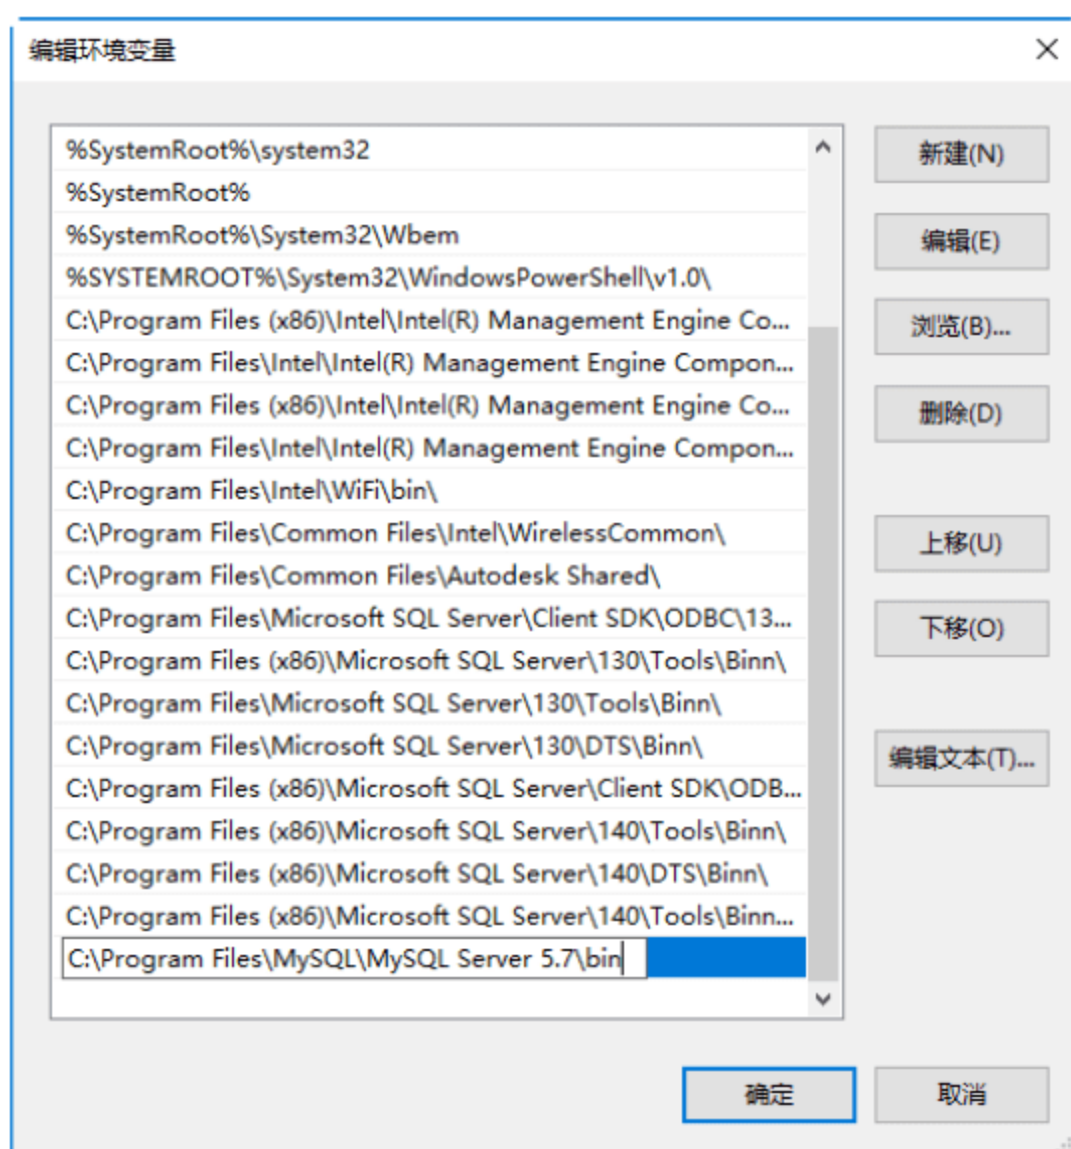 编辑环境变量
%SystemRoot%\system32
%SystemRoot%
%SystemRoot%\System32\Wbem
%SYSTEMROOT%\System32\WindowsPowerShell\v1.0\
C:\Program Files (x86)\Intel\Intel(R) Management Engine Co...
C:\Program Files\Intel\Intel(R) Management Engine Compon...
C:\Program Files (x86)\Intel\Intel(R) Management Engine Co...
C:\Program Files\Intel\Intel(R) Management Engine Compon...
C:\Program Files\Intel\WiFi\bin\
C:\Program Files\Common Files\Intel\WirelessCommon\
C:\Program Files\Common Files\Autodesk Shared\
C:\Program Files\Microsoft SQL Server\Client SDK\ODBC\13...
C:\Program Files (x86)\Microsoft SQL Server\130\Tools\Binn\
C:\Program Files\Microsoft SQL Server\130\Tools\Binn\
C:\Program Files\Microsoft SQL Server\130\DTS\Binn\
C:\Program Files (x86)\Microsoft SQL Server\Client SDK\ODB...
C:\Program Files (x86)\Microsoft SQL Server\140\Tools\Binn\
C:\Program Files (x86)\Microsoft SQL Server\140\DTS\Binn\
C:\Program Files (x86)\Microsoft SQL Server\140\Tools\Binn...
C:\Program Files\MySQL\MySQL Server 5.7\bin
新建(N)
编辑(E)
浏览(B)...
删除(D)
上移(U)
下移(O)
编辑文本(T)...
确定
取消